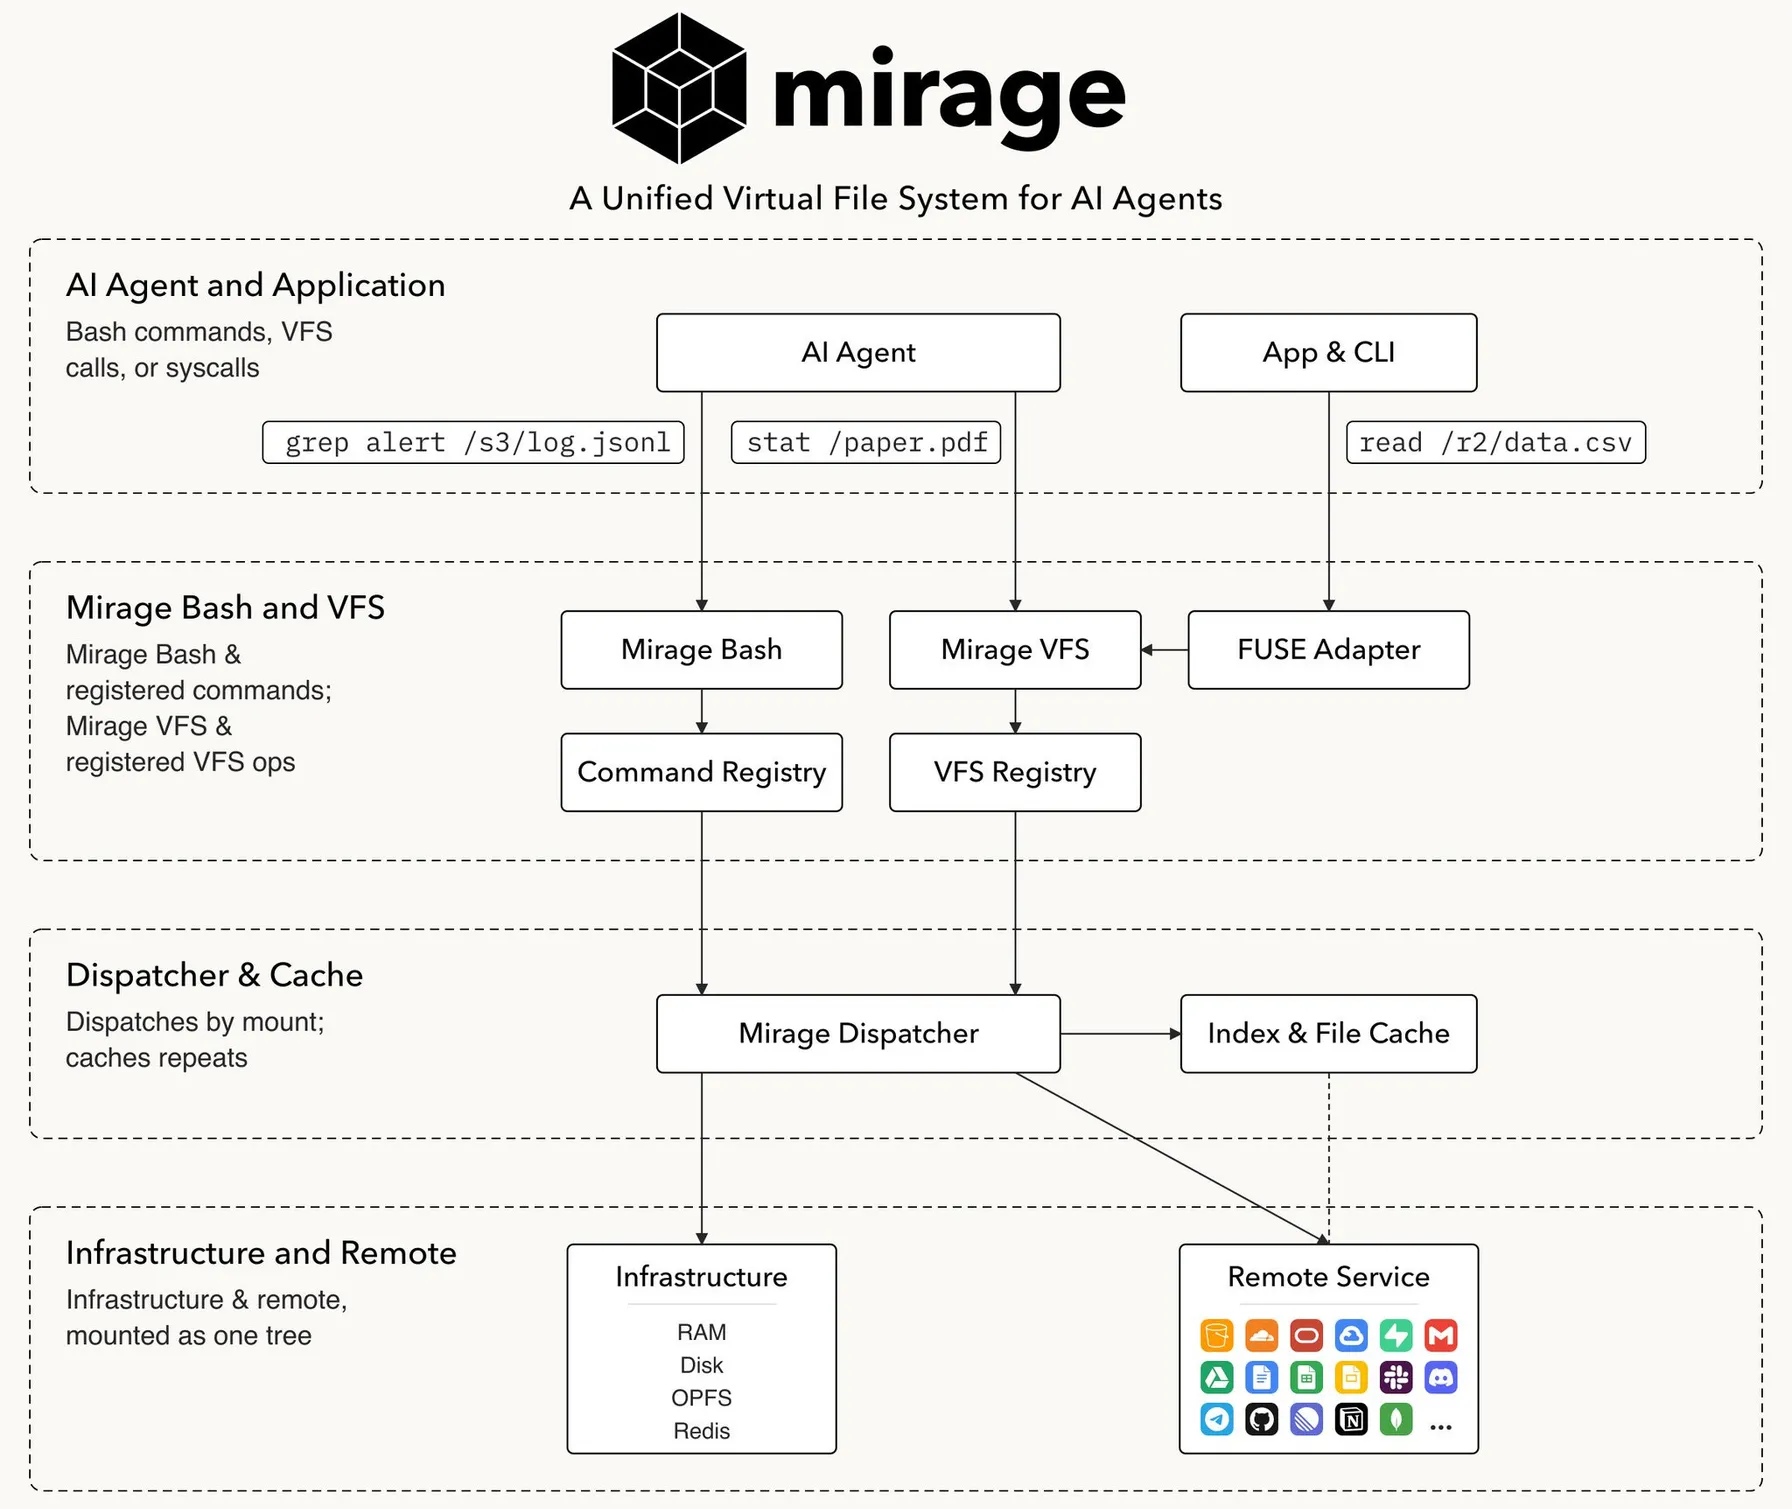 mirage
A Unified Virtual File System for AI Agents
AI Agent and Application
Bash commands, VFS
calls, or syscalls
AI Agent
App & CLI
grep alert /s3/log.jsonl
stat /paper.pdf
read /r2/data.csv
Mirage Bash and VFS
Mirage Bash &
registered commands;
Mirage VFS &
registered VFS ops
Mirage Bash
Mirage VFS
FUSE Adapter
Command Registry
VFS Registry
Dispatcher & Cache
Dispatches by mount;
caches repeats
Mirage Dispatcher
Index & File Cache
Infrastructure and Remote
Infrastructure & remote,
mounted as one tree
Infrastructure
RAM
Disk
OPFS
Redis
Remote Service
...